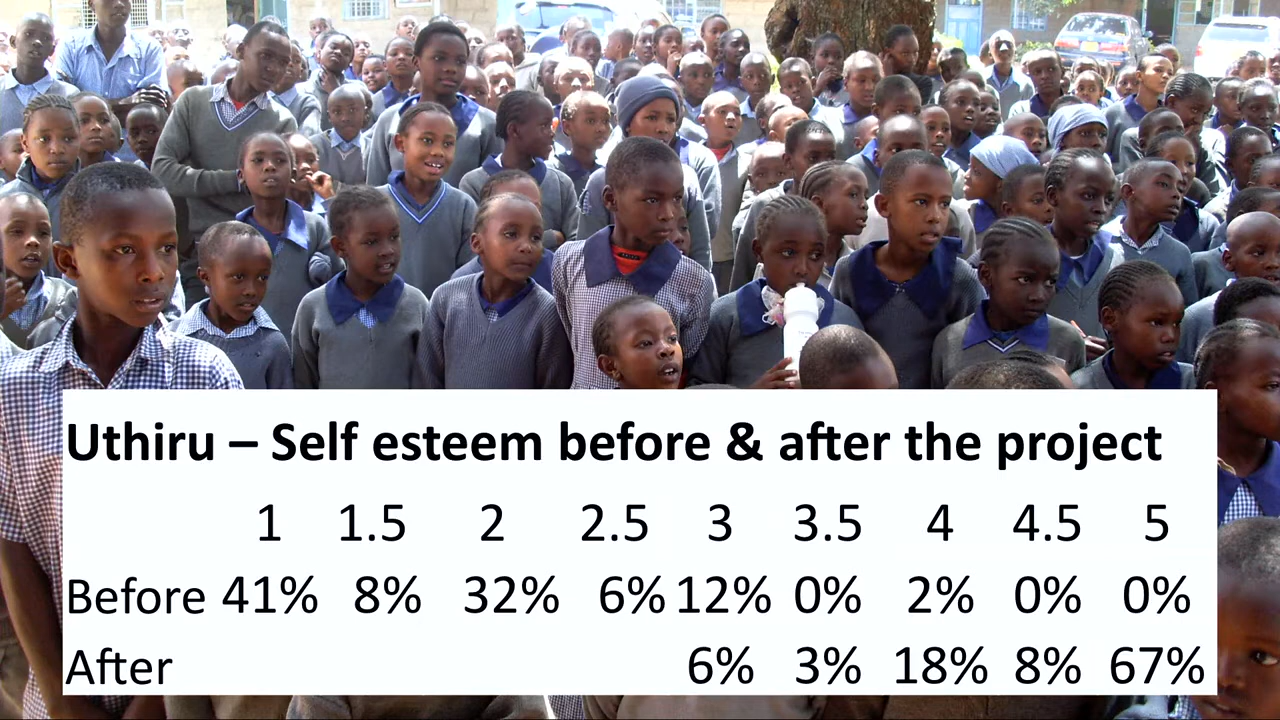 Uthiru – Self esteem before & after the project
1 1.5 2 2.5 3 3.5 4 4.5 5
Before 41% 8% 32% 6% 12% 0% 2% 0% 0%
After 6% 3% 18% 8% 67%